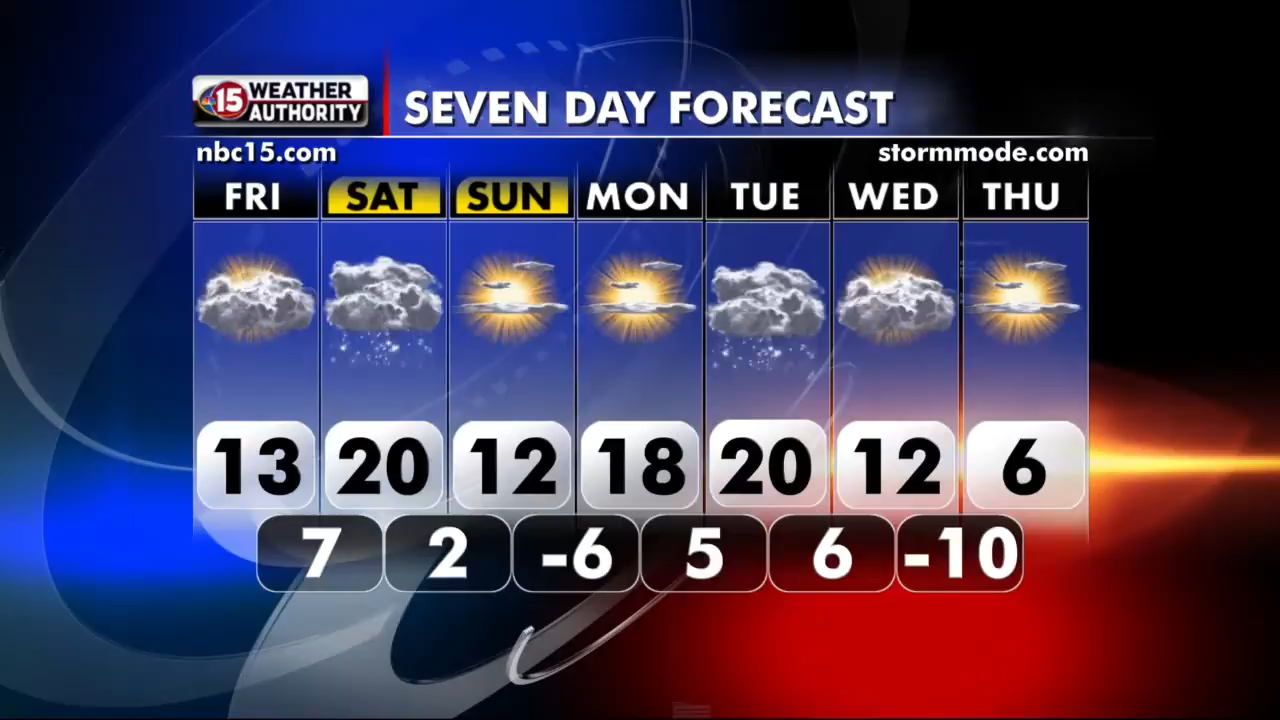 15 WEATHER
AUTHORITY
SEVEN DAY FORECAST
nbc15.com
stormmode.com
FRI SAT SUN MON TUE WED THU
13 20 12 18 20 12 6
7 2 -6 5 6 -10